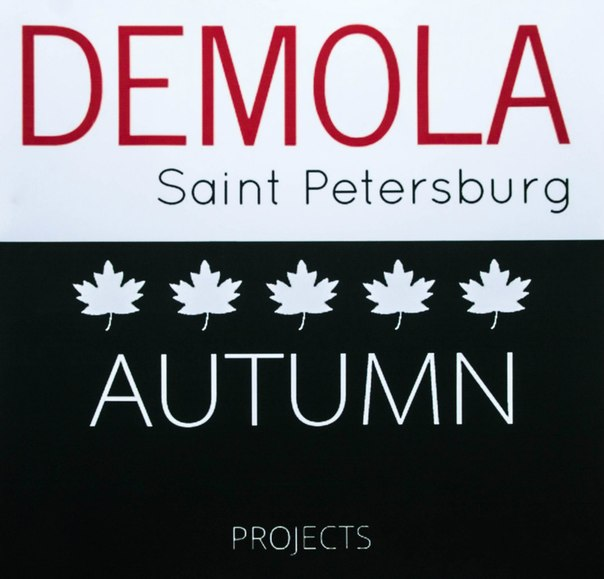 DEMOLA
Saint Petersburg
AUTUMN
PROJECTS